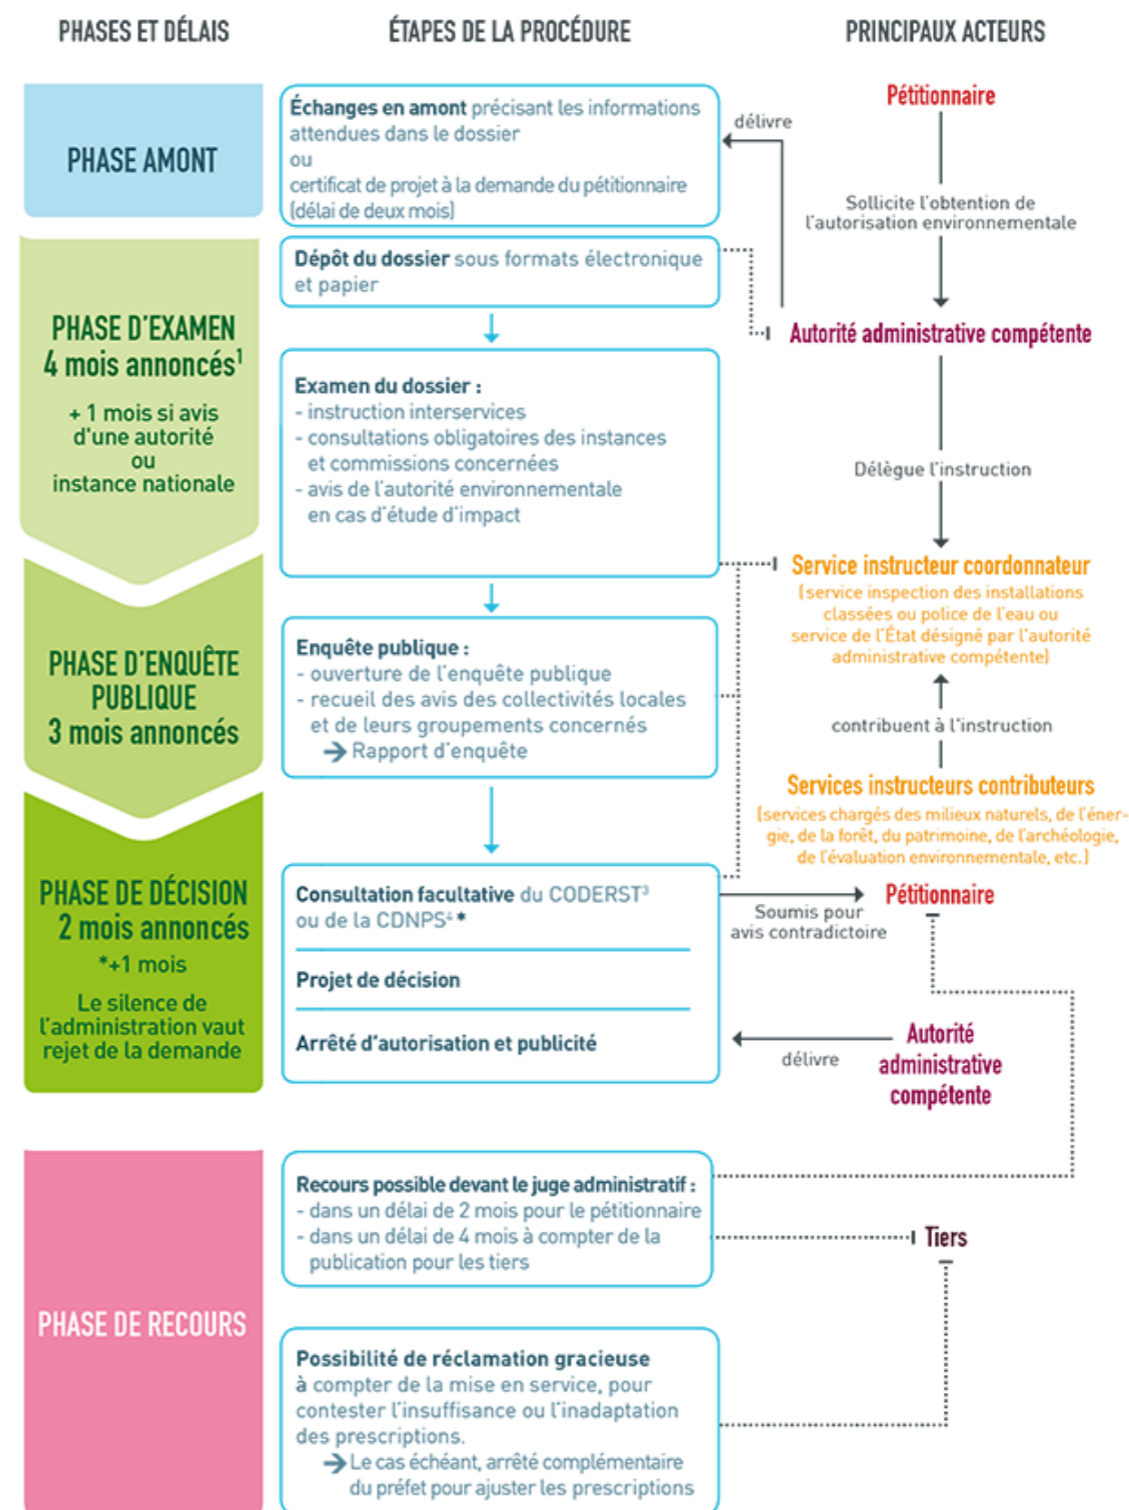 PHASES ET DÉLAIS
ÉTAPES DE LA PROCÉDURE
PRINCIPAUX ACTEURS
PHASE AMONT
Échanges en amont précisant les informations
attendues dans le dossier
ou
certificat de projet à la demande du pétitionnaire
(délai de deux mois)
délivre
Pétitionnaire
Sollicite l'obtention de
l'autorisation environnementale
PHASE D'EXAMEN
4 mois annoncés¹
+ 1 mois si avis
d'une autorité
ou
instance nationale
Dépôt du dossier sous formats électronique
et papier
Autorité administrative compétente
Examen du dossier :
- instruction interservices
- consultations obligatoires des instances
et commissions concernées
- avis de l'autorité environnementale
en cas d'étude d'impact
Délègue l'instruction
Service instructeur coordonnateur
(service inspection des installations
classées ou police de l'eau ou
service de l'État désigné par l'autorité
administrative compétente)
PHASE D'ENQUÊTE
PUBLIQUE
3 mois annoncés
Enquête publique :
- ouverture de l'enquête publique
- recueil des avis des collectivités locales
et de leurs groupements concernés
→ Rapport d'enquête
contribuent à l'instruction
Services instructeurs contributeurs
(services chargés des milieux naturels, de l'éner-
gie, de la forêt, du patrimoine, de l'archéologie,
de l'évaluation environnementale, etc.)
PHASE DE DÉCISION
2 mois annoncés
*+1 mois
Le silence de
l'administration vaut
rejet de la demande
Consultation facultative du CODERST³
ou de la CDNPS⁴ *
Projet de décision
Arrêté d'autorisation et publicité
Soumis pour
avis contradictoire
Pétitionnaire
délivre
Autorité
administrative
compétente
PHASE DE RECOURS
Recours possible devant le juge administratif :
- dans un délai de 2 mois pour le pétitionnaire
- dans un délai de 4 mois à compter de la
publication pour les tiers
Tiers
Possibilité de réclamation gracieuse
à compter de la mise en service, pour
contester l'insuffisance ou l'inadaptation
des prescriptions.
→ Le cas échéant, arrêté complémentaire
du préfet pour ajuster les prescriptions